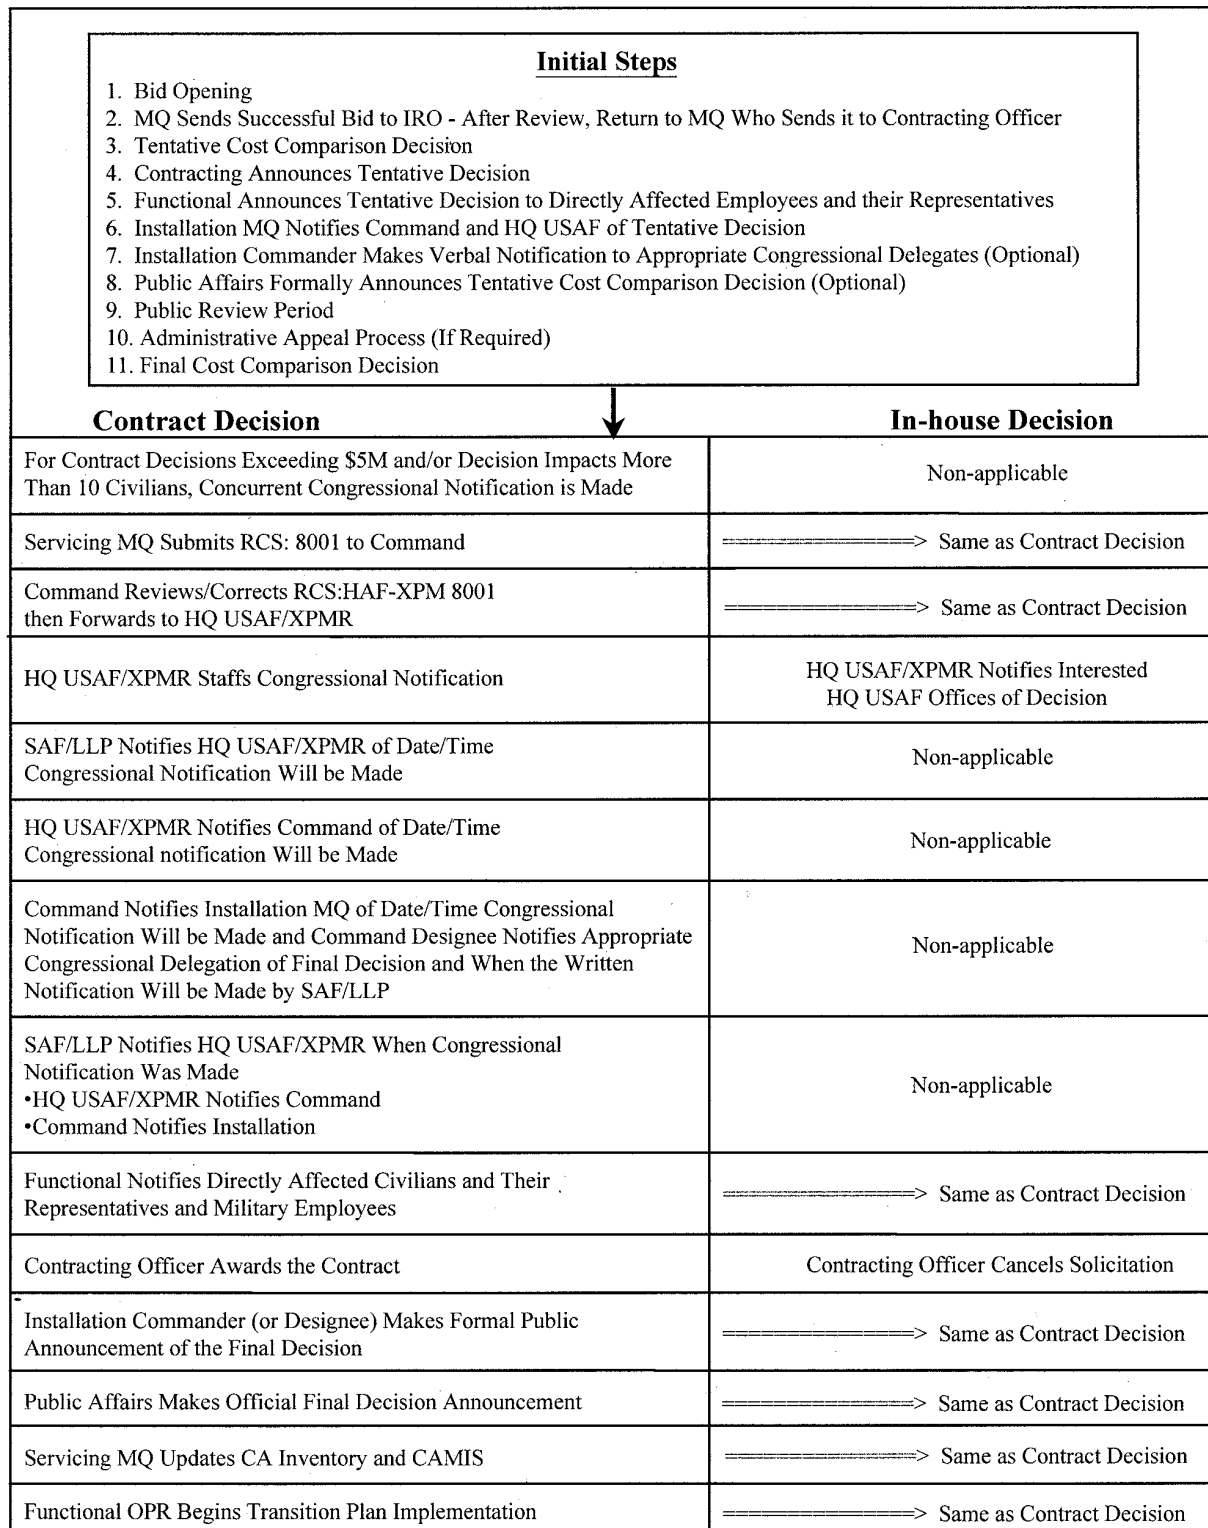 Initial Steps
1. Bid Opening
2. MQ Sends Successful Bid to IRO - After Review, Return to MQ Who Sends it to Contracting Officer
3. Tentative Cost Comparison Decision
4. Contracting Announces Tentative Decision
5. Functional Announces Tentative Decision to Directly Affected Employees and their Representatives
6. Installation MQ Notifies Command and HQ USAF of Tentative Decision
7. Installation Commander Makes Verbal Notification to Appropriate Congressional Delegates (Optional)
8. Public Affairs Formally Announces Tentative Cost Comparison Decision (Optional)
9. Public Review Period
10. Administrative Appeal Process (If Required)
11. Final Cost Comparison Decision
Contract Decision
In-house Decision
For Contract Decisions Exceeding $5M and/or Decision Impacts More
Than 10 Civilians, Concurrent Congressional Notification is Made
Non-applicable
Servicing MQ Submits RCS: 8001 to Command
===============> Same as Contract Decision
Command Reviews/Corrects RCS:HAF-XPM 8001
then Forwards to HQ USAF/XPMR
===============> Same as Contract Decision
HQ USAF/XPMR Staffs Congressional Notification
HQ USAF/XPMR Notifies Interested
HQ USAF Offices of Decision
SAF/LLP Notifies HQ USAF/XPMR of Date/Time
Congressional Notification Will be Made
Non-applicable
HQ USAF/XPMR Notifies Command of Date/Time
Congressional notification Will be Made
Non-applicable
Command Notifies Installation MQ of Date/Time Congressional
Notification Will be Made and Command Designee Notifies Appropriate
Congressional Delegation of Final Decision and When the Written
Notification Will be Made by SAF/LLP
Non-applicable
SAF/LLP Notifies HQ USAF/XPMR When Congressional
Notification Was Made
•HQ USAF/XPMR Notifies Command
•Command Notifies Installation
Non-applicable
Functional Notifies Directly Affected Civilians and Their
Representatives and Military Employees
===============> Same as Contract Decision
Contracting Officer Awards the Contract
Contracting Officer Cancels Solicitation
Installation Commander (or Designee) Makes Formal Public
Announcement of the Final Decision
===============> Same as Contract Decision
Public Affairs Makes Official Final Decision Announcement
===============> Same as Contract Decision
Servicing MQ Updates CA Inventory and CAMIS
===============> Same as Contract Decision
Functional OPR Begins Transition Plan Implementation
===============> Same as Contract Decision